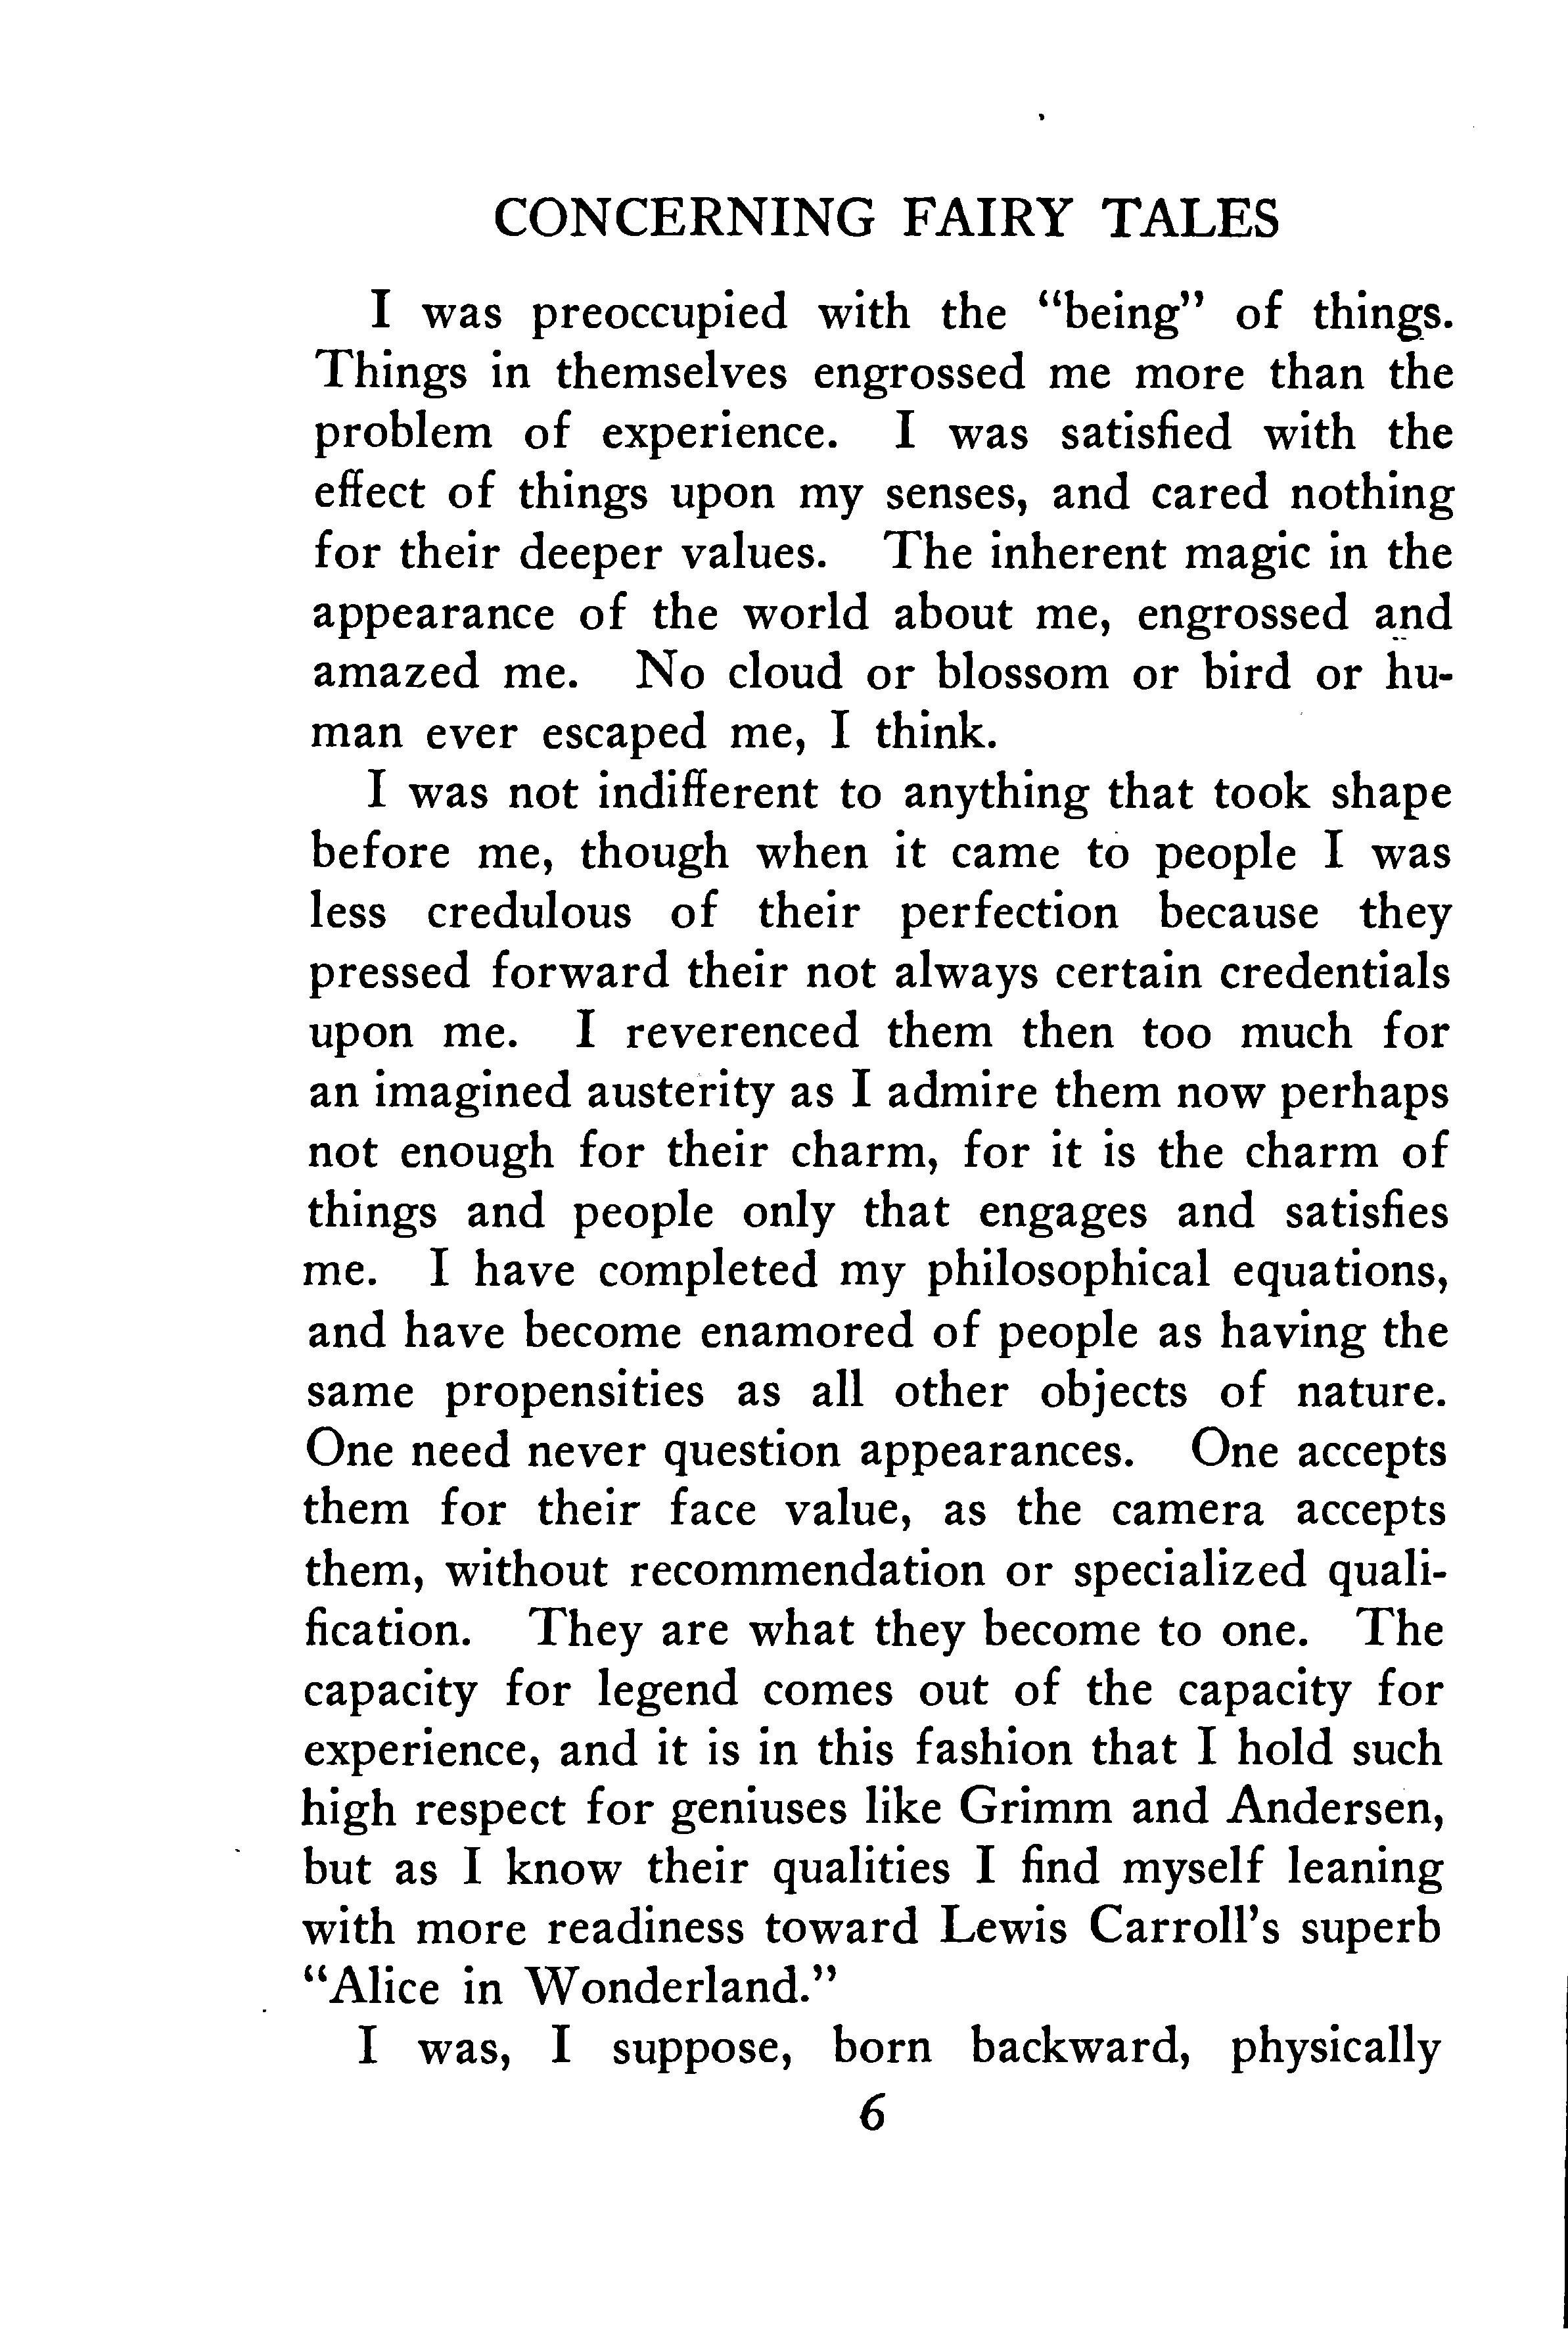 CONCERNING FAIRY TALES
I was preoccupied with the “being” of things.
Things in themselves engrossed me more than the
problem of experience. I was satisfied with the
effect of things upon my senses, and cared nothing
for their deeper values. The inherent magic in the
appearance of the world about me, engrossed and
amazed me. No cloud or blossom or bird or hu-
man ever escaped me, I think.
I was not indifferent to anything that took shape
before me, though when it came to people I was
less credulous of their perfection because they
pressed forward their not always certain credentials
upon me. I reverenced them then too much for
an imagined austerity as I admire them now perhaps
not enough for their charm, for it is the charm of
things and people only that engages and satisfies
me. I have completed my philosophical equations,
and have become enamored of people as having the
same propensities as all other objects of nature.
One need never question appearances. One accepts
them for their face value, as the camera accepts
them, without recommendation or specialized quali-
fication. They are what they become to one. The
capacity for legend comes out of the capacity for
experience, and it is in this fashion that I hold such
high respect for geniuses like Grimm and Andersen,
but as I know their qualities I find myself leaning
with more readiness toward Lewis Carroll’s superb
“Alice in Wonderland.”
I was, I suppose, born backward, physically
6